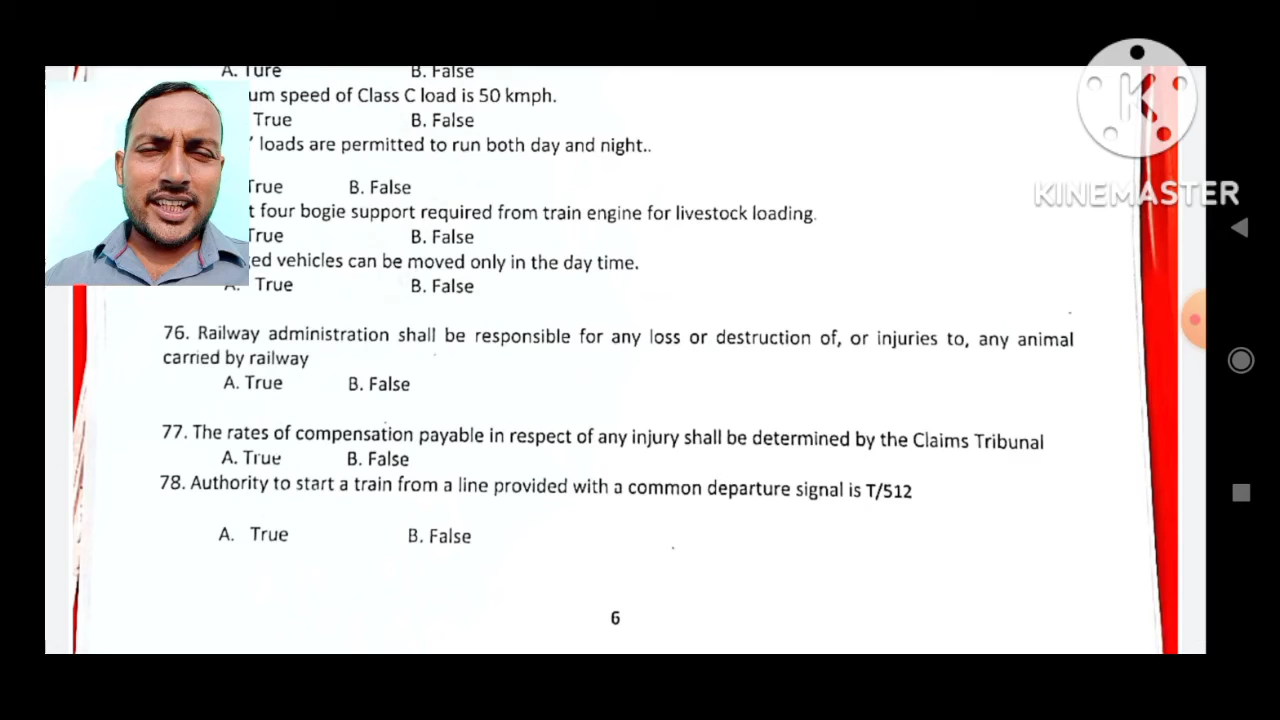 A. Ture B. False
um speed of Class C load is 50 kmph.
True B. False
' loads are permitted to run both day and night..
True B. False
t four bogie support required from train engine for livestock loading.
True B. False
ed vehicles can be moved only in the day time.
A. True B. False
76. Railway administration shall be responsible for any loss or destruction of, or injuries to, any animal
carried by railway
A. True B. False
77. The rates of compensation payable in respect of any injury shall be determined by the Claims Tribunal
A. True B. False
78. Authority to start a train from a line provided with a common departure signal is T/512
A. True B. False
6
K
KINEMASTER